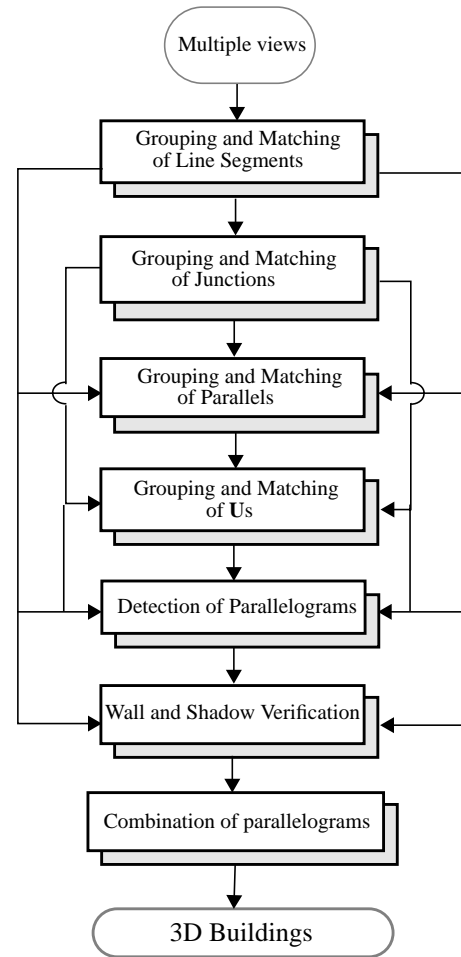 Multiple views
Grouping and Matching
of Line Segments
Grouping and Matching
of Junctions
Grouping and Matching
of Parallels
Grouping and Matching
of Us
Detection of Parallelograms
Wall and Shadow Verification
Combination of parallelograms
3D Buildings